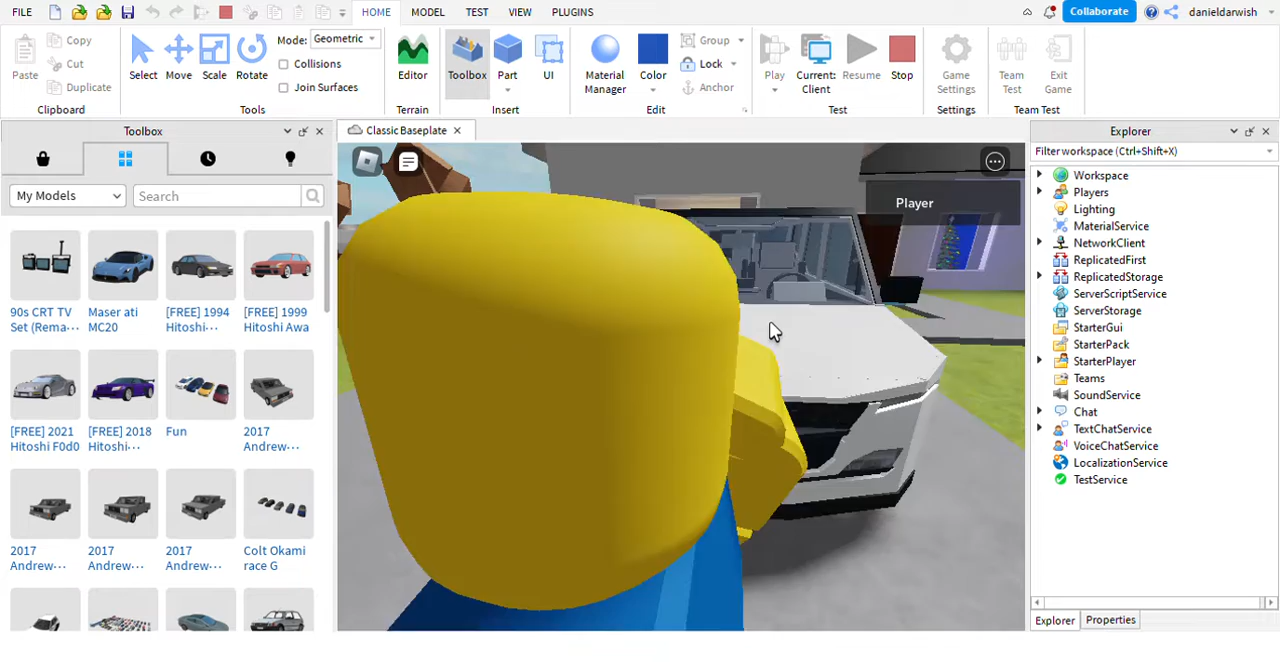 FILE
HOME
MODEL
TEST
VIEW
PLUGINS
Collaborate
danieldarwish
Paste
Copy
Cut
Duplicate
Clipboard
Select
Move
Scale
Rotate
Mode: Geometric
Collisions
Join Surfaces
Tools
Editor
Terrain
Toolbox
Part
UI
Insert
Material
Manager
Color
Group
Lock
Anchor
Edit
Play
Current:
Client
Resume
Stop
Test
Game
Settings
Settings
Team
Test
Exit
Game
Team Test
Toolbox
My Models
Search
90s CRT TV
Set (Rema···
Maser ati
MC20
[FREE] 1994
Hitoshi···
[FREE] 1999
Hitoshi Awa
[FREE] 2021
Hitoshi F0d0
[FREE] 2018
Hitoshi···
Fun
2017
Andrew···
2017
Andrew···
2017
Andrew···
2017
Andrew···
Colt Okami
race G
Classic Baseplate
Player
Explorer
Filter workspace (Ctrl+Shift+X)
Workspace
Players
Lighting
MaterialService
NetworkClient
ReplicatedFirst
ReplicatedStorage
ServerScriptService
ServerStorage
StarterGui
StarterPack
StarterPlayer
Teams
SoundService
Chat
TextChatService
VoiceChatService
LocalizationService
TestService
Explorer
Properties